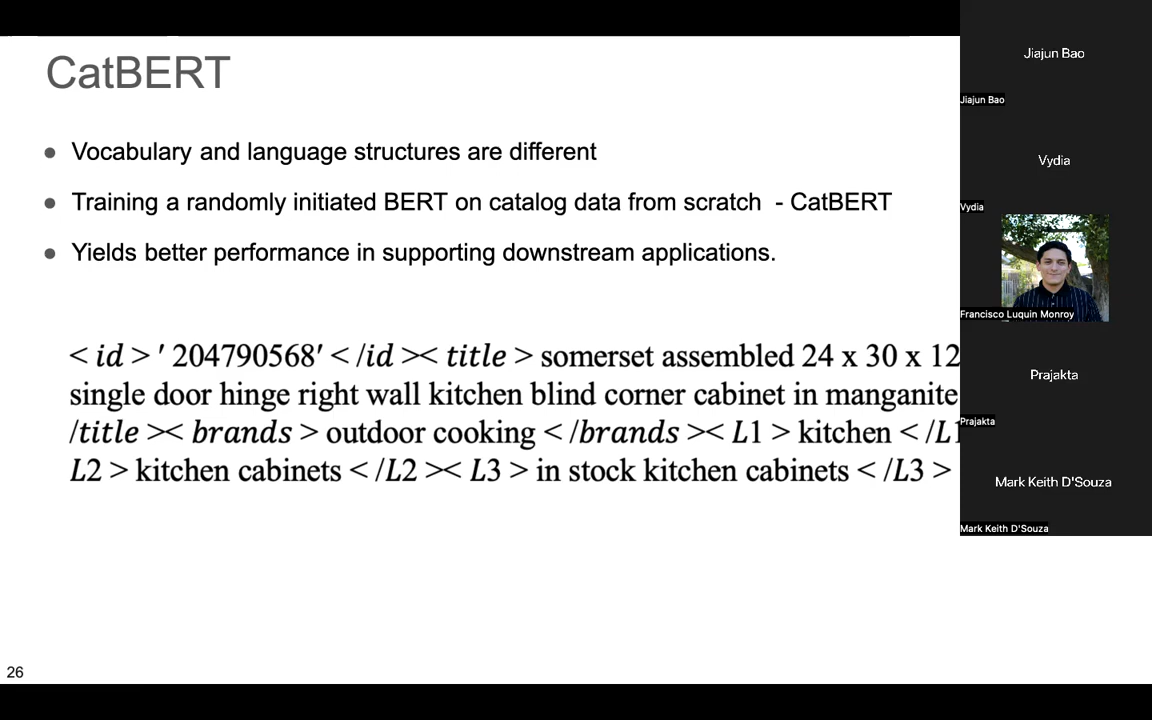 CatBERT
● Vocabulary and language structures are different
● Training a randomly initiated BERT on catalog data from scratch - CatBERT
● Yields better performance in supporting downstream applications.
< id > ' 204790568' < /id >< title > somerset assembled 24 x 30 x 12
single door hinge right wall kitchen blind corner cabinet in manganite
/title >< brands > outdoor cooking < /brands >< L1 > kitchen < /L1
L2 > kitchen cabinets < /L2 >< L3 > in stock kitchen cabinets < /L3 >
26
Jiajun Bao
Jiajun Bao
Vydia
Vydia
Francisco Luquin Monroy
Prajakta
Prajakta
Mark Keith D'Souza
Mark Keith D'Souza